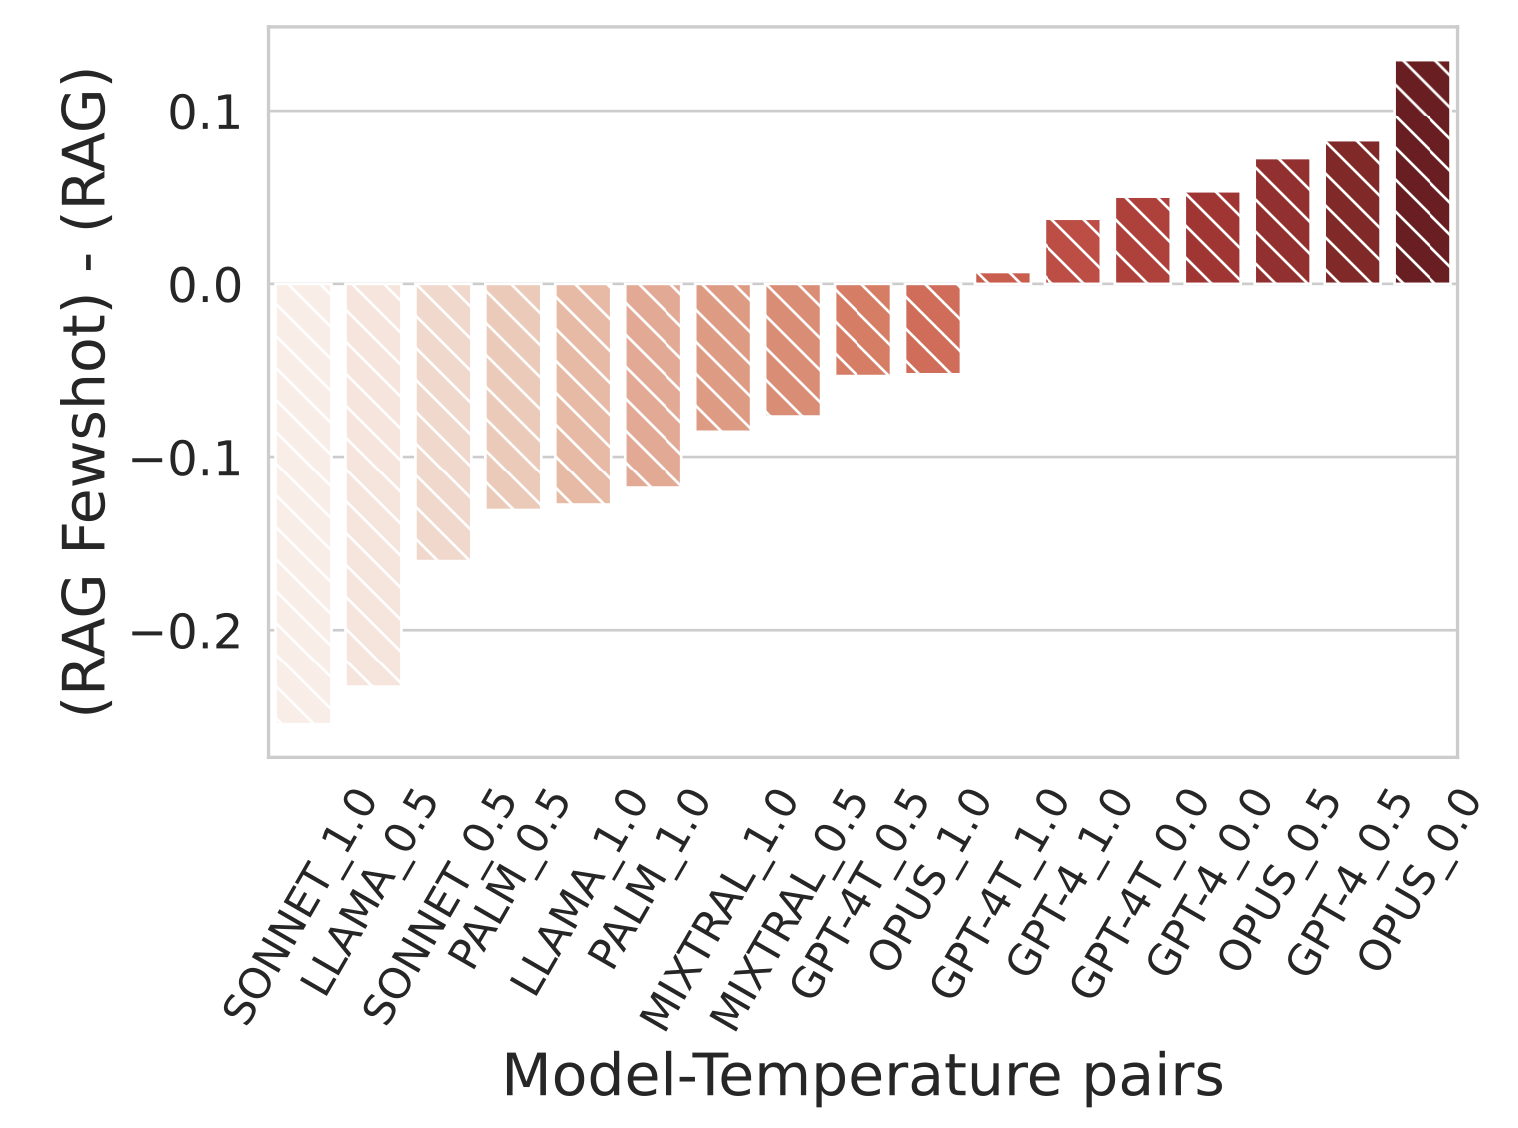 (RAG Fewshot) - (RAG)
0.1
0.0
−0.1
−0.2
SONNET_1.0
LLAMA_0.5
SONNET_0.5
PALM_0.5
LLAMA_1.0
PALM_1.0
MIXTRAL_1.0
MIXTRAL_0.5
GPT-4T_0.5
OPUS_1.0
GPT-4T_1.0
GPT-4_1.0
GPT-4T_0.0
GPT-4_0.0
OPUS_0.5
GPT-4_0.5
OPUS_0.0
Model-Temperature pairs